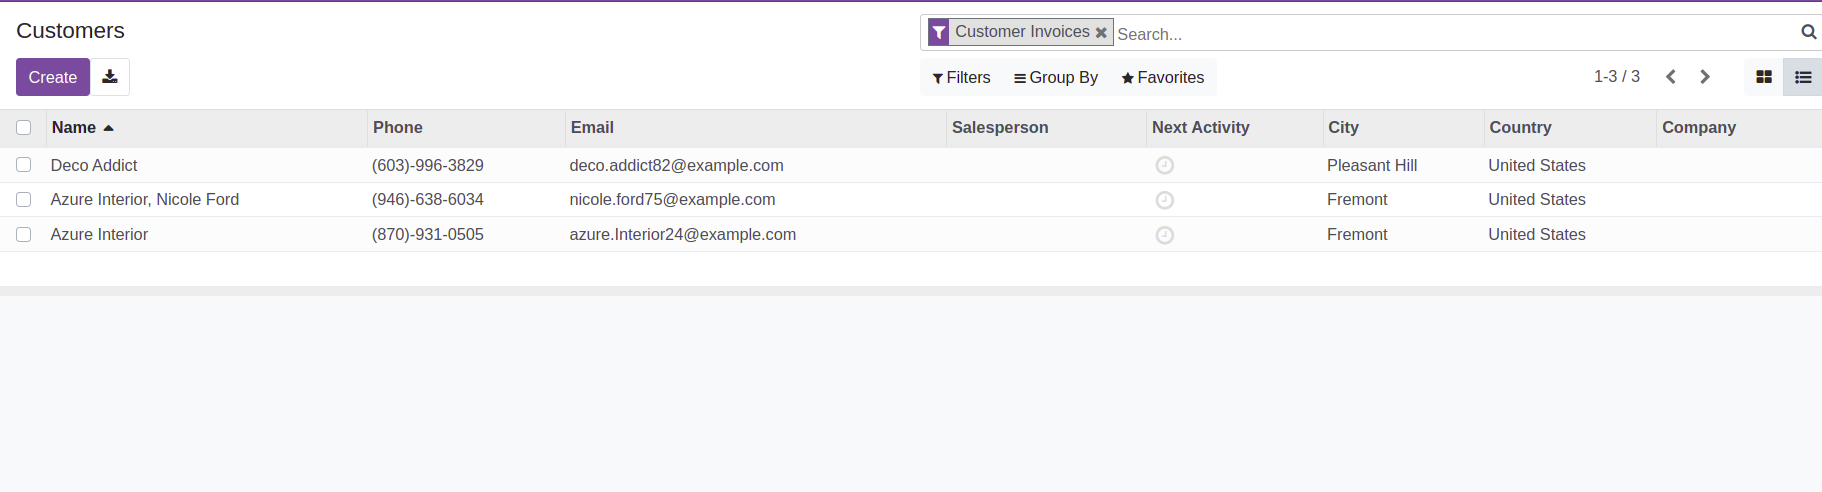 Customers
Customer Invoices Search...
Create
Filters Group By Favorites 1-3 / 3
Name Phone Email Salesperson Next Activity City Country Company
Deco Addict (603)-996-3829 deco.addict82@example.com Pleasant Hill United States
Azure Interior, Nicole Ford (946)-638-6034 nicole.ford75@example.com Fremont United States
Azure Interior (870)-931-0505 azure.Interior24@example.com Fremont United States